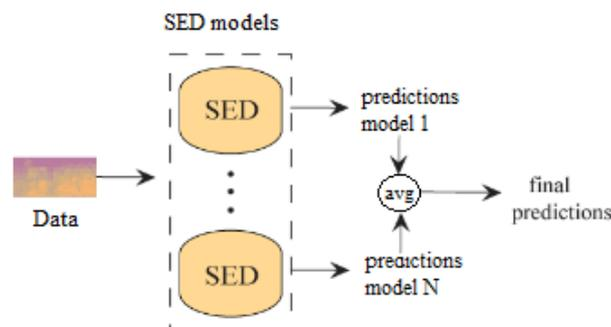 SED models
SED
predictions
model 1
Data
avg
final
predictions
SED
predictions
model N